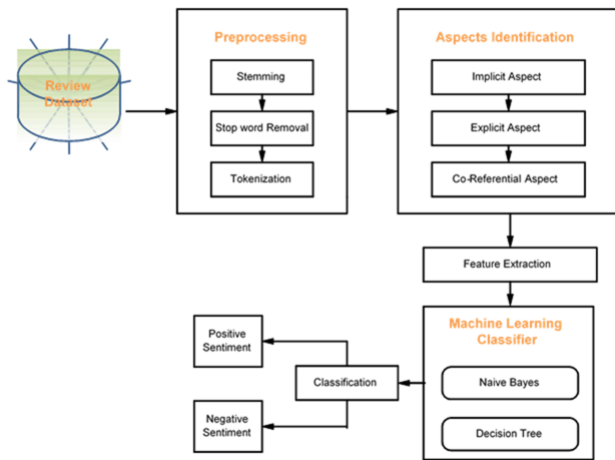 Review
Dataset
Preprocessing
Stemming
Stop word Removal
Tokenization
Aspects Identification
Implicit Aspect
Explicit Aspect
Co-Referential Aspect
Feature Extraction
Machine Learning
Classifier
Naive Bayes
Decision Tree
Classification
Positive
Sentiment
Negative
Sentiment